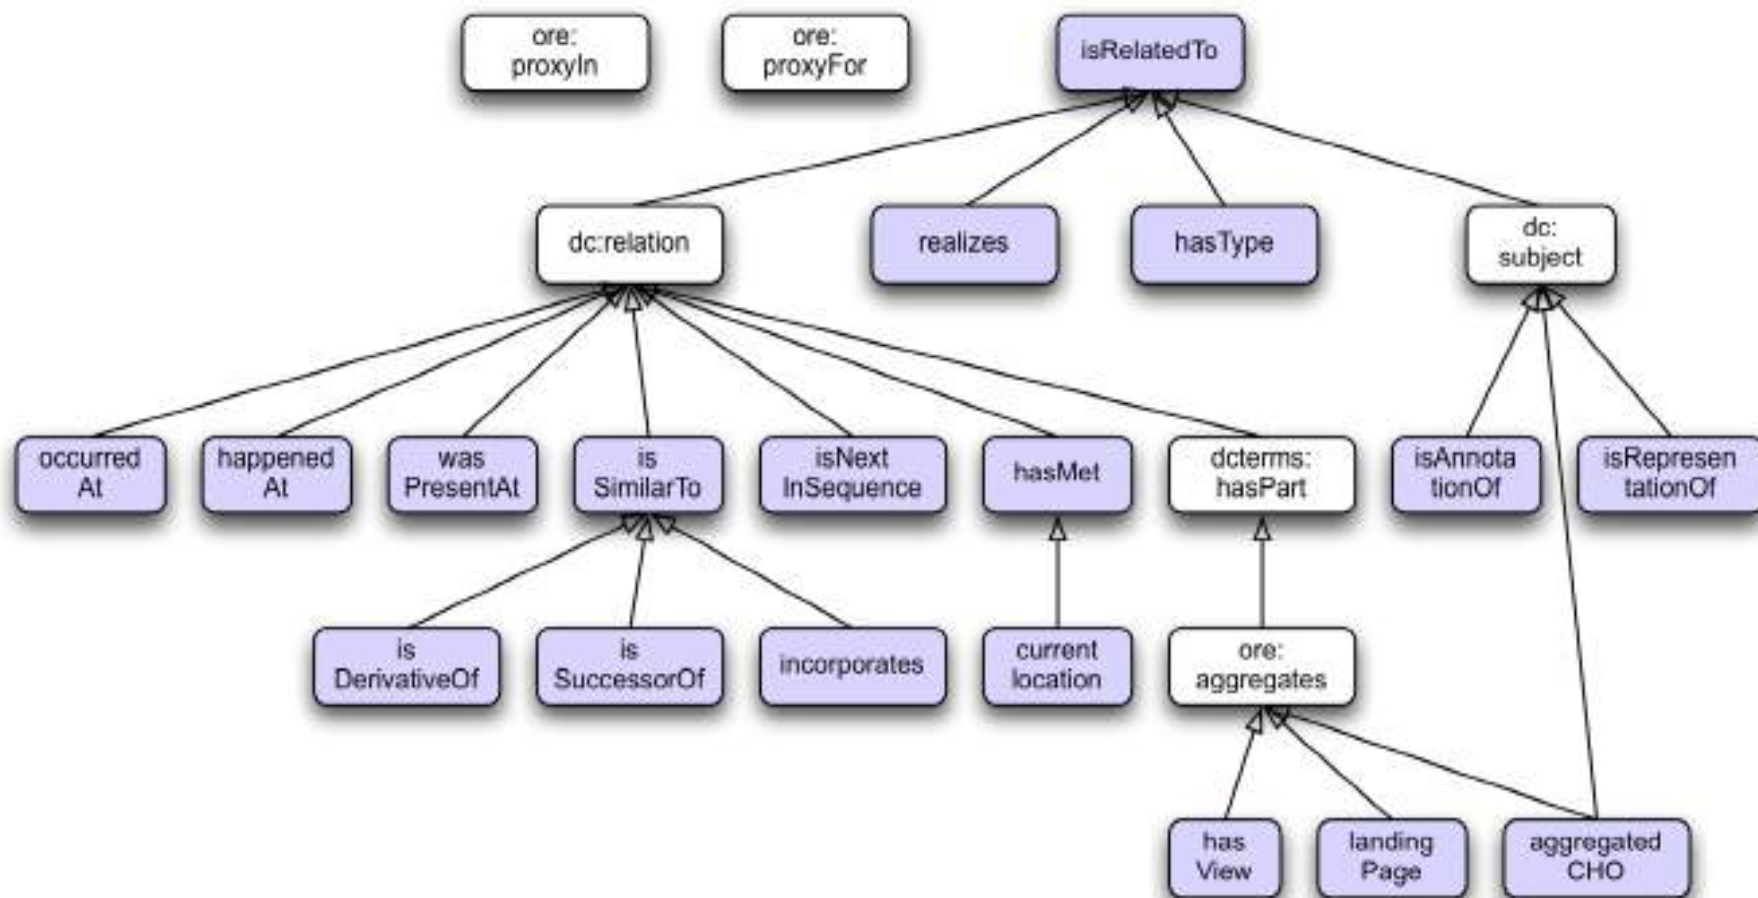 ore:
proxyIn
ore:
proxyFor
isRelatedTo
dc:relation
realizes
hasType
dc:
subject
occurred
At
happened
At
was
PresentAt
is
SimilarTo
isNext
InSequence
hasMet
dcterms:
hasPart
isAnnota
tionOf
isRepresen
tationOf
is
DerivativeOf
is
SuccessorOf
incorporates
current
location
ore:
aggregates
has
View
landing
Page
aggregated
CHO